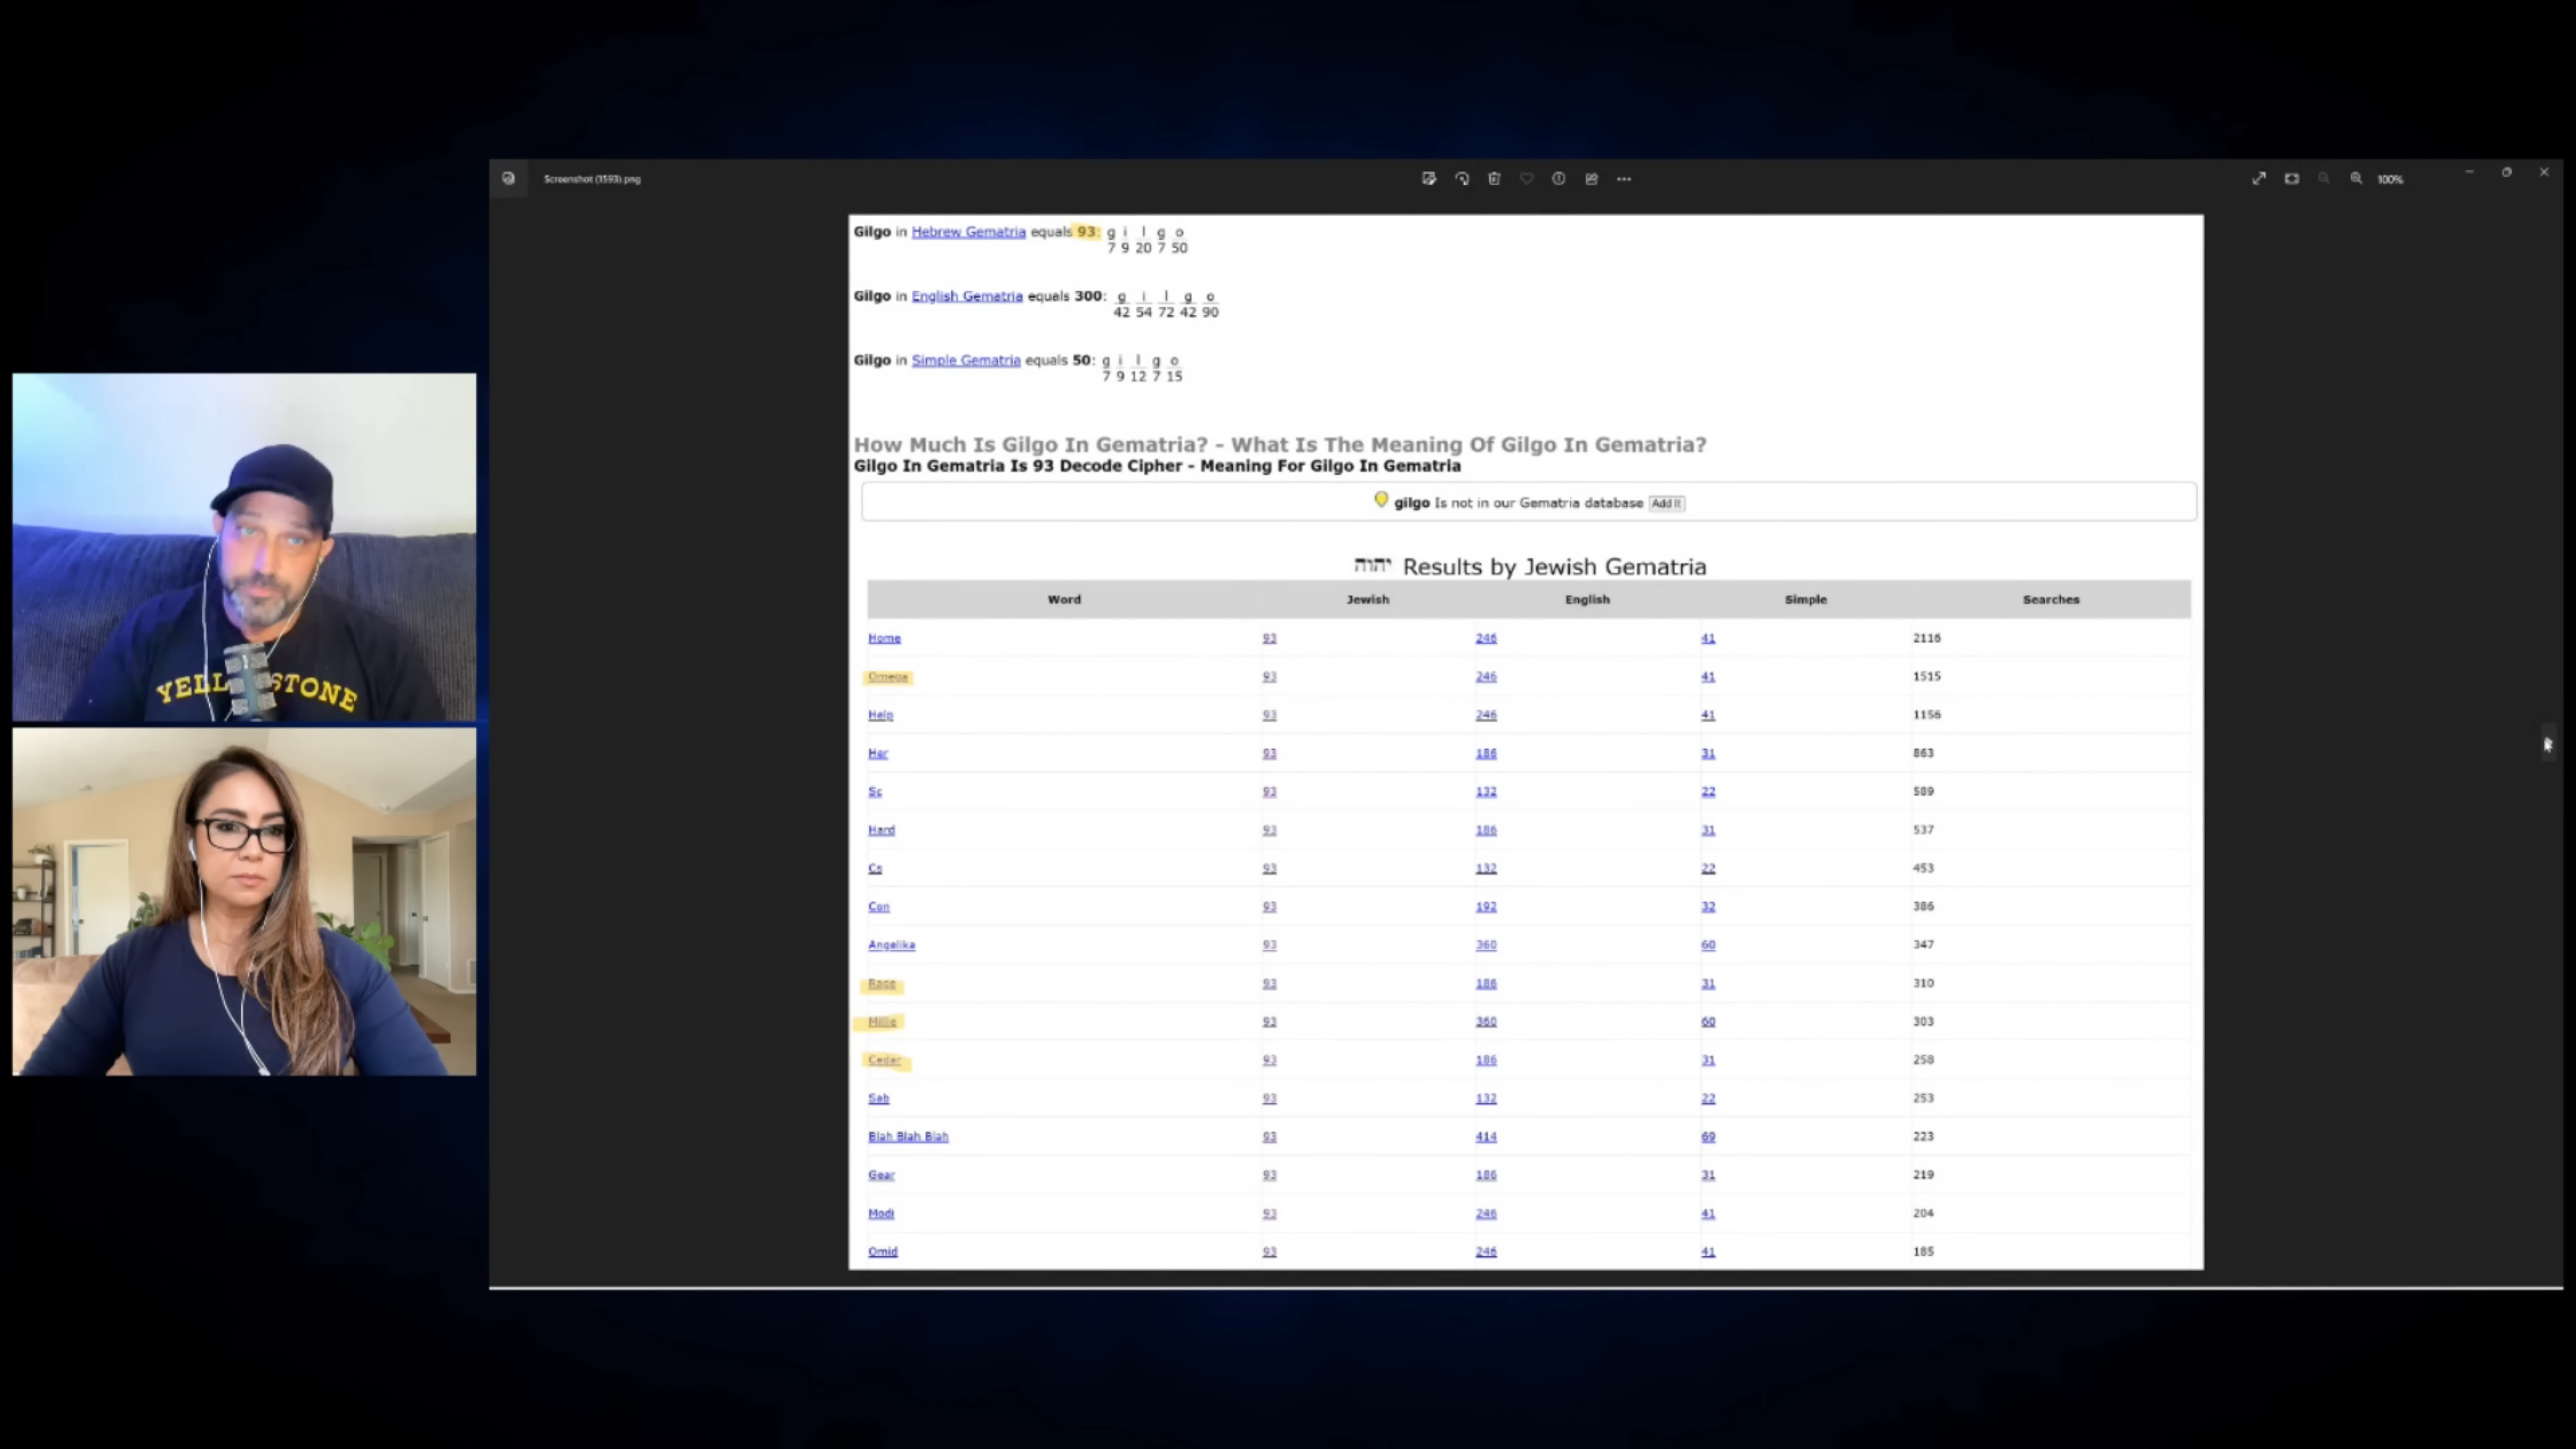 Screenshot (1593).png
100%
Gilgo in Hebrew Gematria equals 93: g i l g o
7 9 20 7 50
Gilgo in English Gematria equals 300: g i l g o
42 54 72 42 90
Gilgo in Simple Gematria equals 50: g i l g o
7 9 12 7 15
How Much Is Gilgo In Gematria? - What Is The Meaning Of Gilgo In Gematria?
Gilgo In Gematria Is 93 Decode Cipher - Meaning For Gilgo In Gematria
gilgo Is not in our Gematria database Add It
יהוה Results by Jewish Gematria
Word Jewish English Simple Searches
Home 93 246 41 2116
Omega 93 246 41 1515
Help 93 246 41 1156
Her 93 186 31 863
Sc 93 132 22 589
Hard 93 186 31 537
Cs 93 132 22 453
Con 93 192 32 386
Angelika 93 360 60 347
Rage 93 186 31 310
Millie 93 360 60 303
Cedar 93 186 31 258
Sab 93 132 22 253
Blah Blah Blah 93 414 69 223
Gear 93 186 31 219
Modi 93 246 41 204
Omid 93 246 41 185